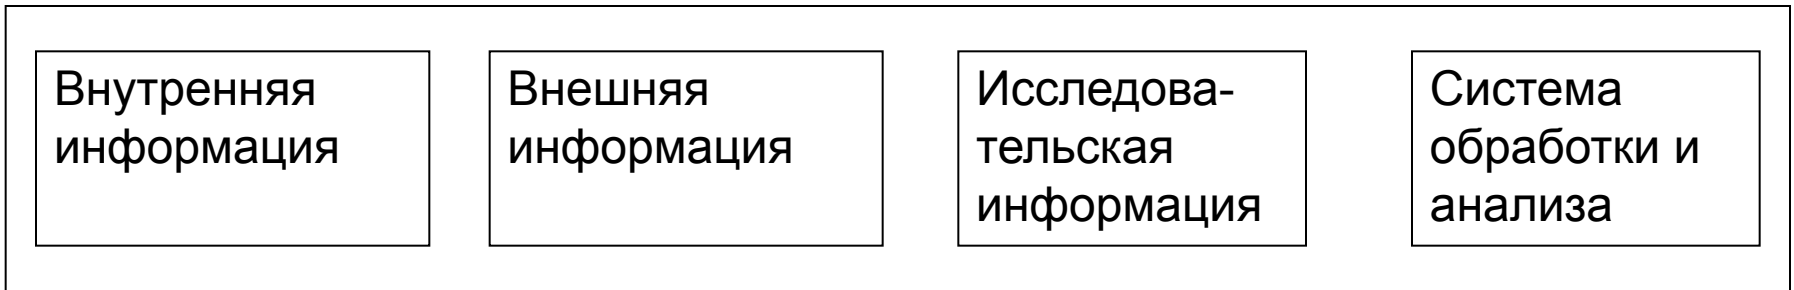 Внутренняя
информация
Внешняя
информация
Исследова-
тельская
информация
Система
обработки и
анализа